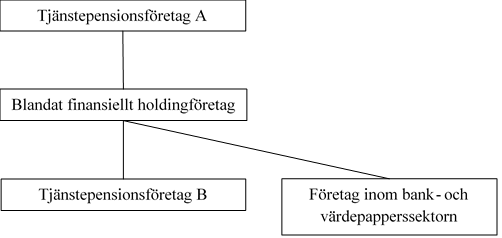 Tjänstepensionsföretag A
Blandat finansiellt holdingföretag
Tjänstepensionsföretag B
Företag inom bank- och
värdepapperssektorn